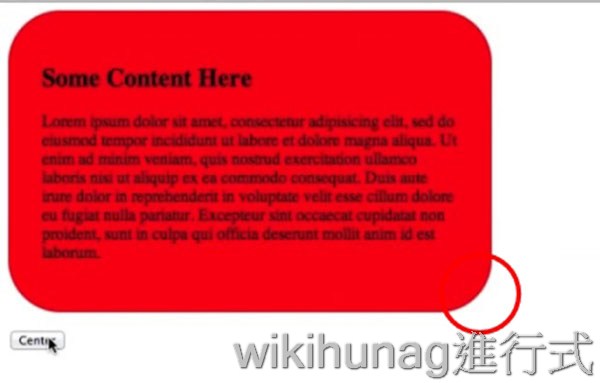 Some Content Here
Lorem ipsum dolor sit amet, consectetur adipisicing elit, sed do
eiusmod tempor incididunt ut labore et dolore magna aliqua. Ut
enim ad minim veniam, quis nostrud exercitation ullamco
laboris nisi ut aliquip ex ea commodo consequat. Duis aute
irure dolor in reprehenderit in voluptate velit esse cillum dolore
eu fugiat nulla pariatur. Excepteur sint occaecat cupidatat non
proident, sunt in culpa qui officia deserunt mollit anim id est
laborum.
wikihunag進行式